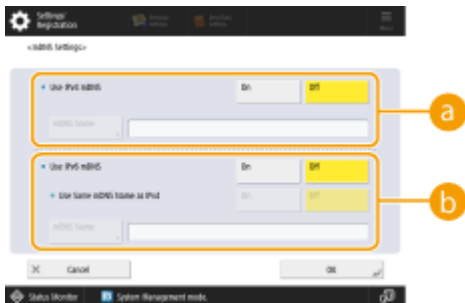 Settings/
Registration
<mDNS Settings>
Use IPv4 mDNS
On
Off
mDNS Name
a
Use IPv6 mDNS
On
Off
Use Same mDNS Name as IPv4
On
Off
mDNS Name
b
Cancel
OK
Status Monitor
System Management mode.